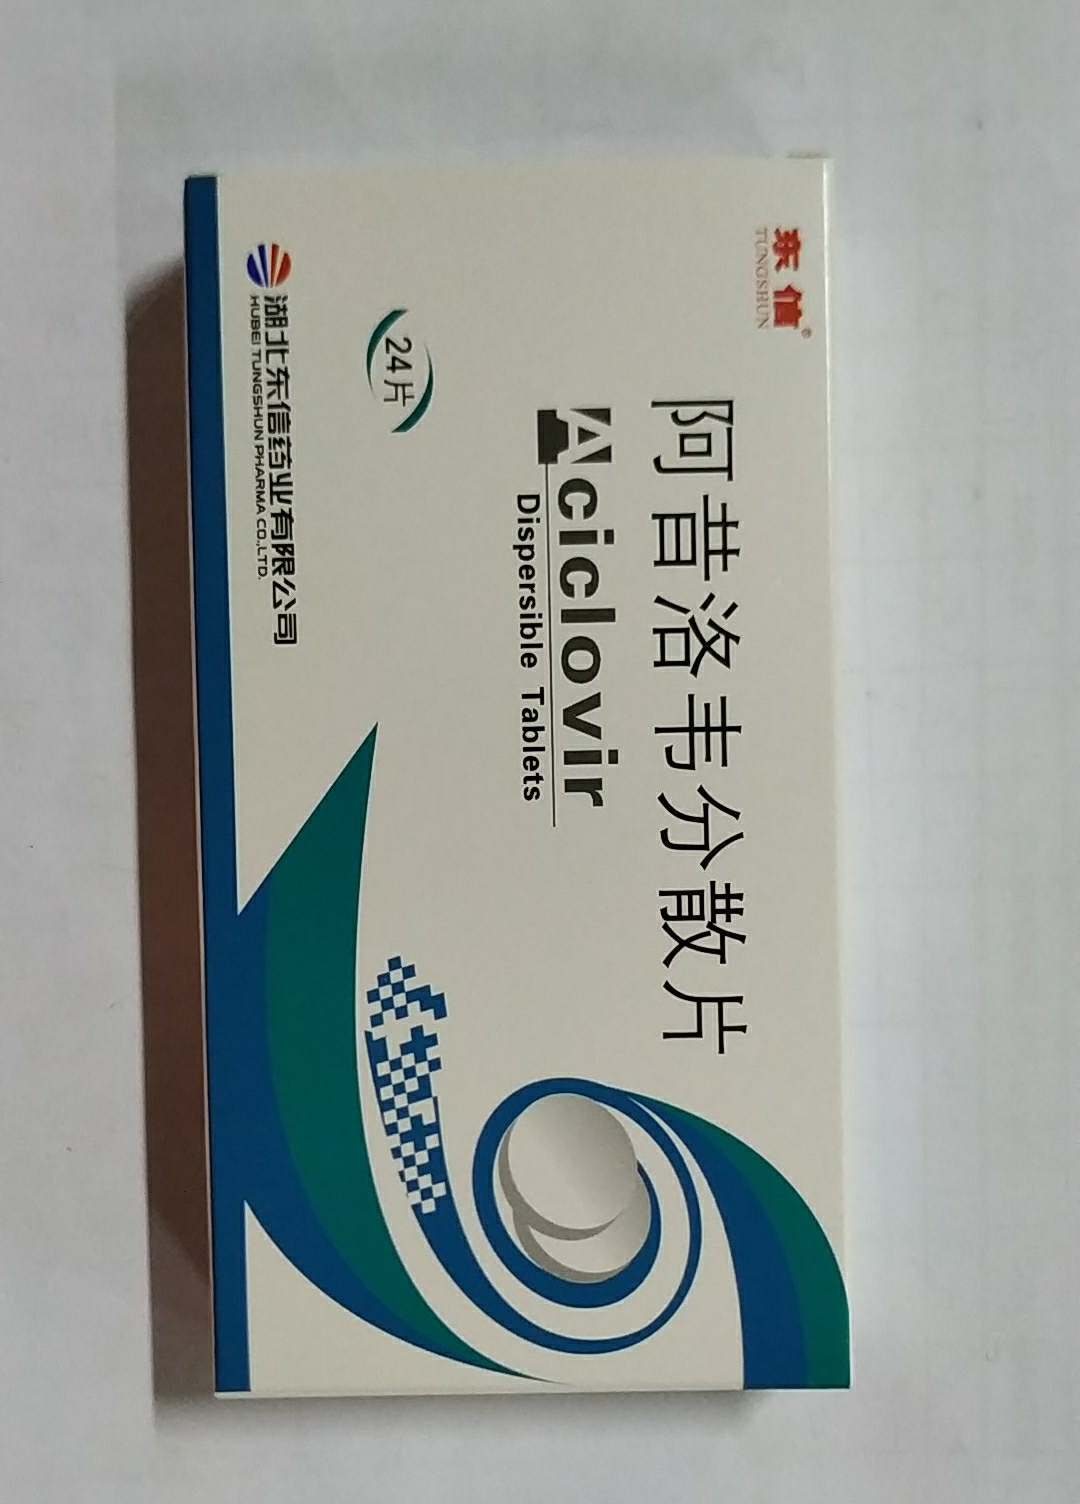 东信®
TUNGSHUN
阿昔洛韦分散片
Aciclovir
Dispersible Tablets
24片
湖北东信药业有限公司
HUBEI TUNGSHUN PHARMA CO.,LTD.